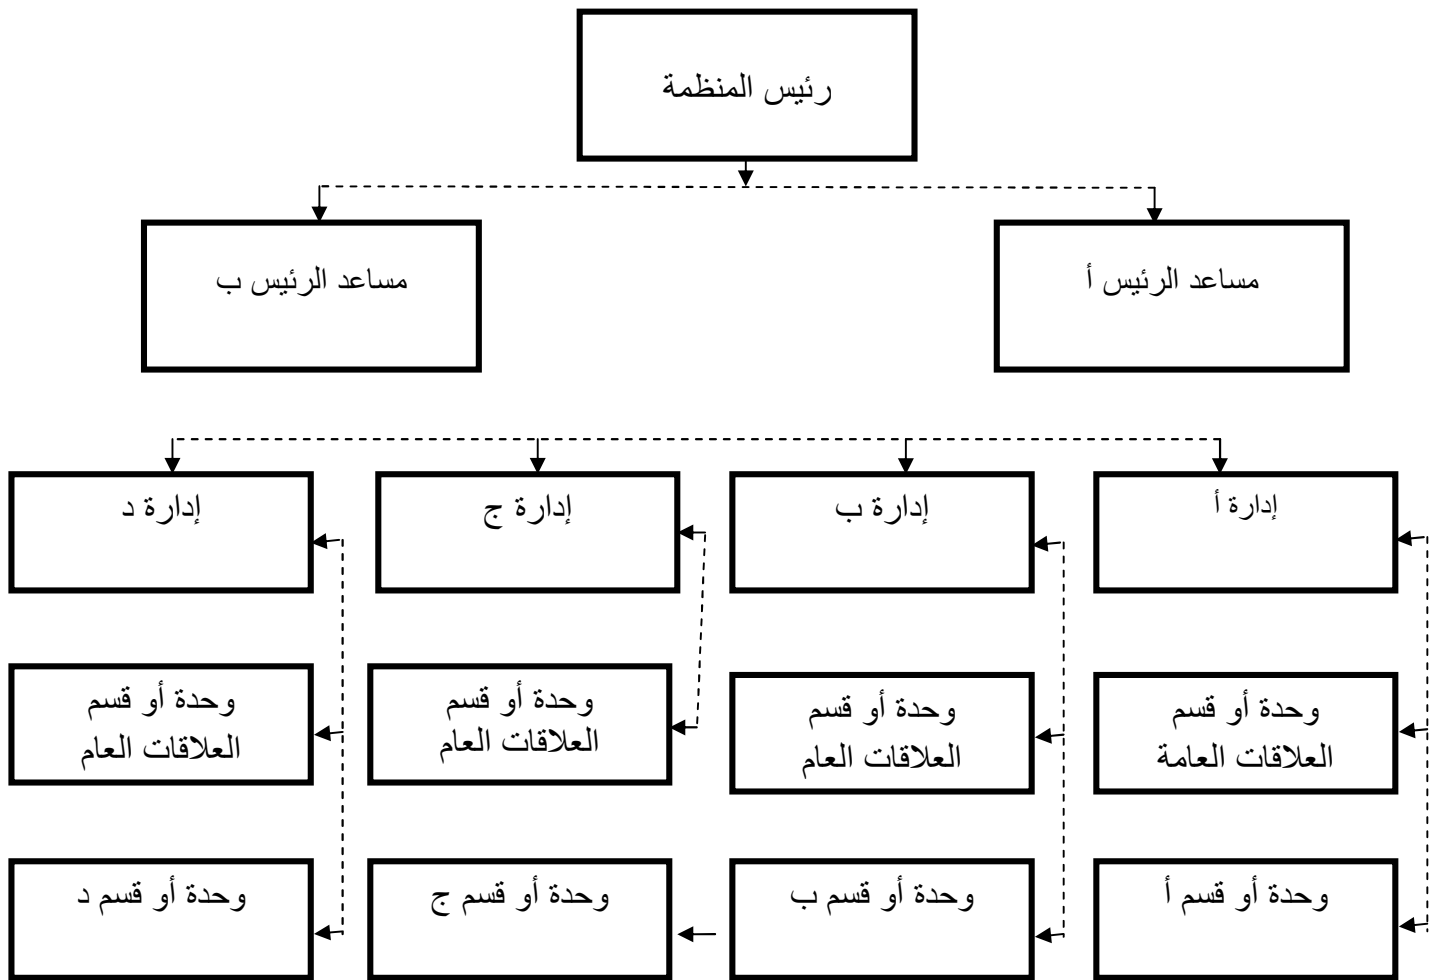 رئيس المنظمة
مساعد الرئيس أ
مساعد الرئيس ب
إدارة أ
إدارة ب
إدارة ج
إدارة د
وحدة أو قسم
العلاقات العامة
وحدة أو قسم
العلاقات العام
وحدة أو قسم
العلاقات العام
وحدة أو قسم
العلاقات العام
وحدة أو قسم أ
وحدة أو قسم ب
وحدة أو قسم ج
وحدة أو قسم د